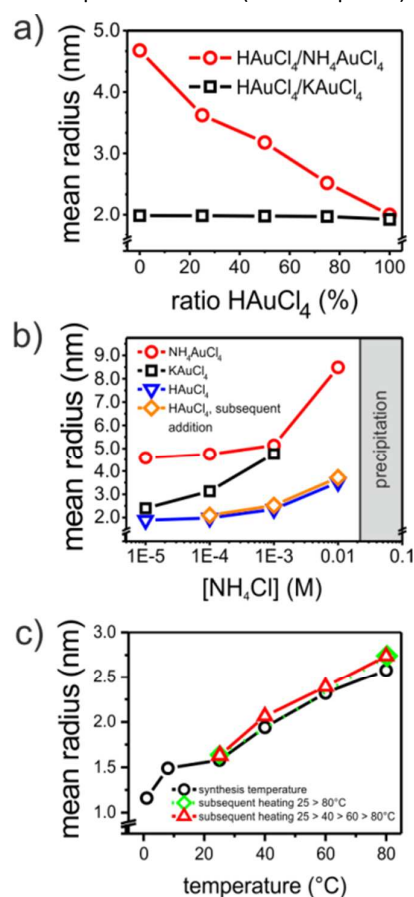 a)
mean radius (nm)
5.0
4.0
3.0
2.0
HAuCl₄/NH₄AuCl₄
HAuCl₄/KAuCl₄
0 20 40 60 80 100
ratio HAuCl₄ (%)
b)
mean radius (nm)
9.0
8.0
7.0
6.0
5.0
4.0
3.0
2.0
NH₄AuCl₄
KAuCl₄
HAuCl₄
HAuCl₄, subsequent
addition
precipitation
1E-5 1E-4 1E-3 0.01 0.1
[NH₄Cl] (M)
c)
mean radius (nm)
3.0
2.5
2.0
1.5
1.0
synthesis temperature
subsequent heating 25 > 80°C
subsequent heating 25 > 40 > 60 > 80°C
0 20 40 60 80
temperature (°C)